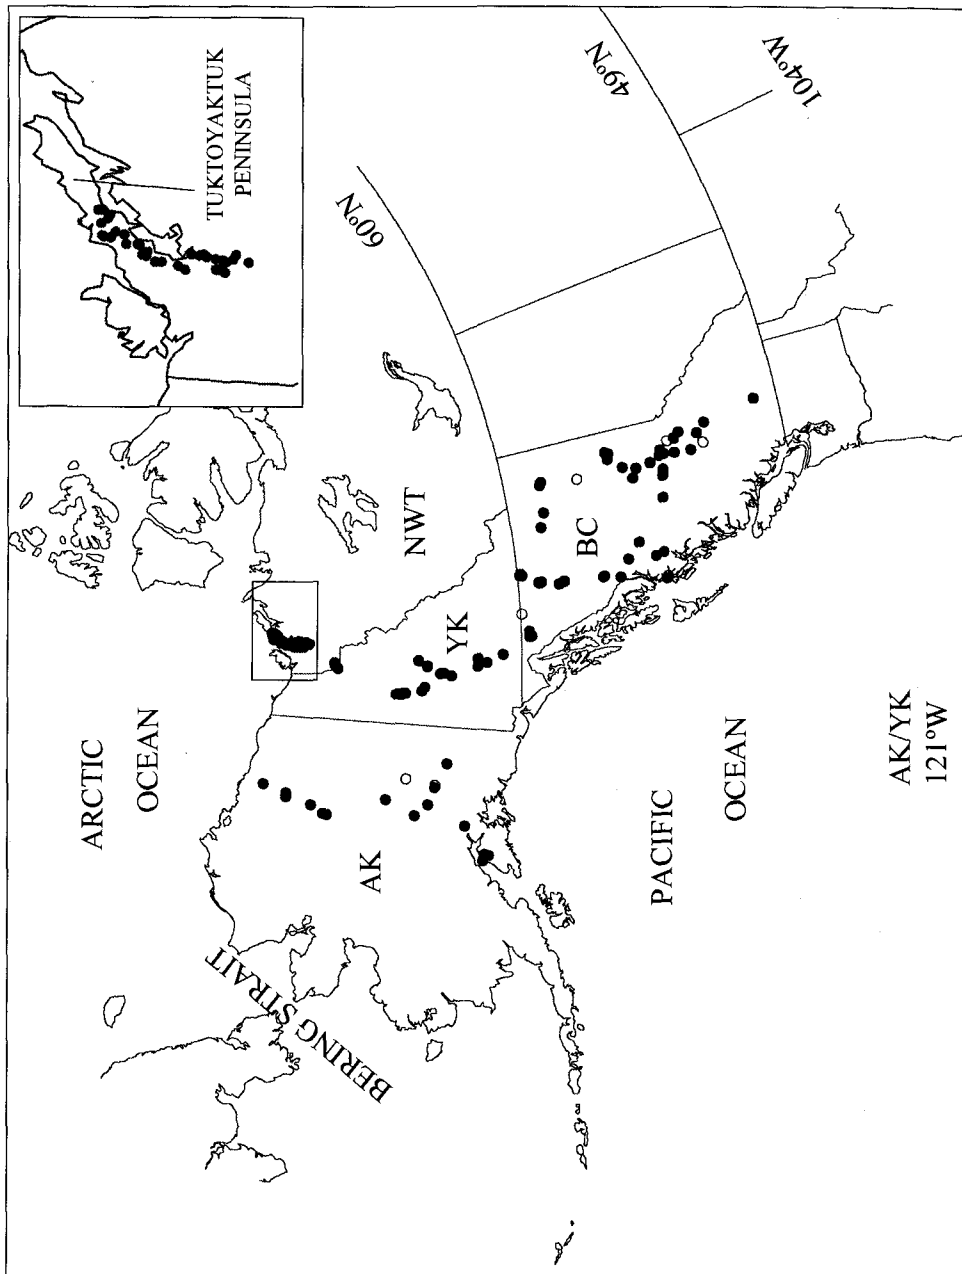 TUKTOYAKTUK
PENINSULA
104°W
49°N
60°N
NWT
BC
YK
ARCTIC
OCEAN
AK
BERING STRAIT
PACIFIC
OCEAN
AK/YK
121°W